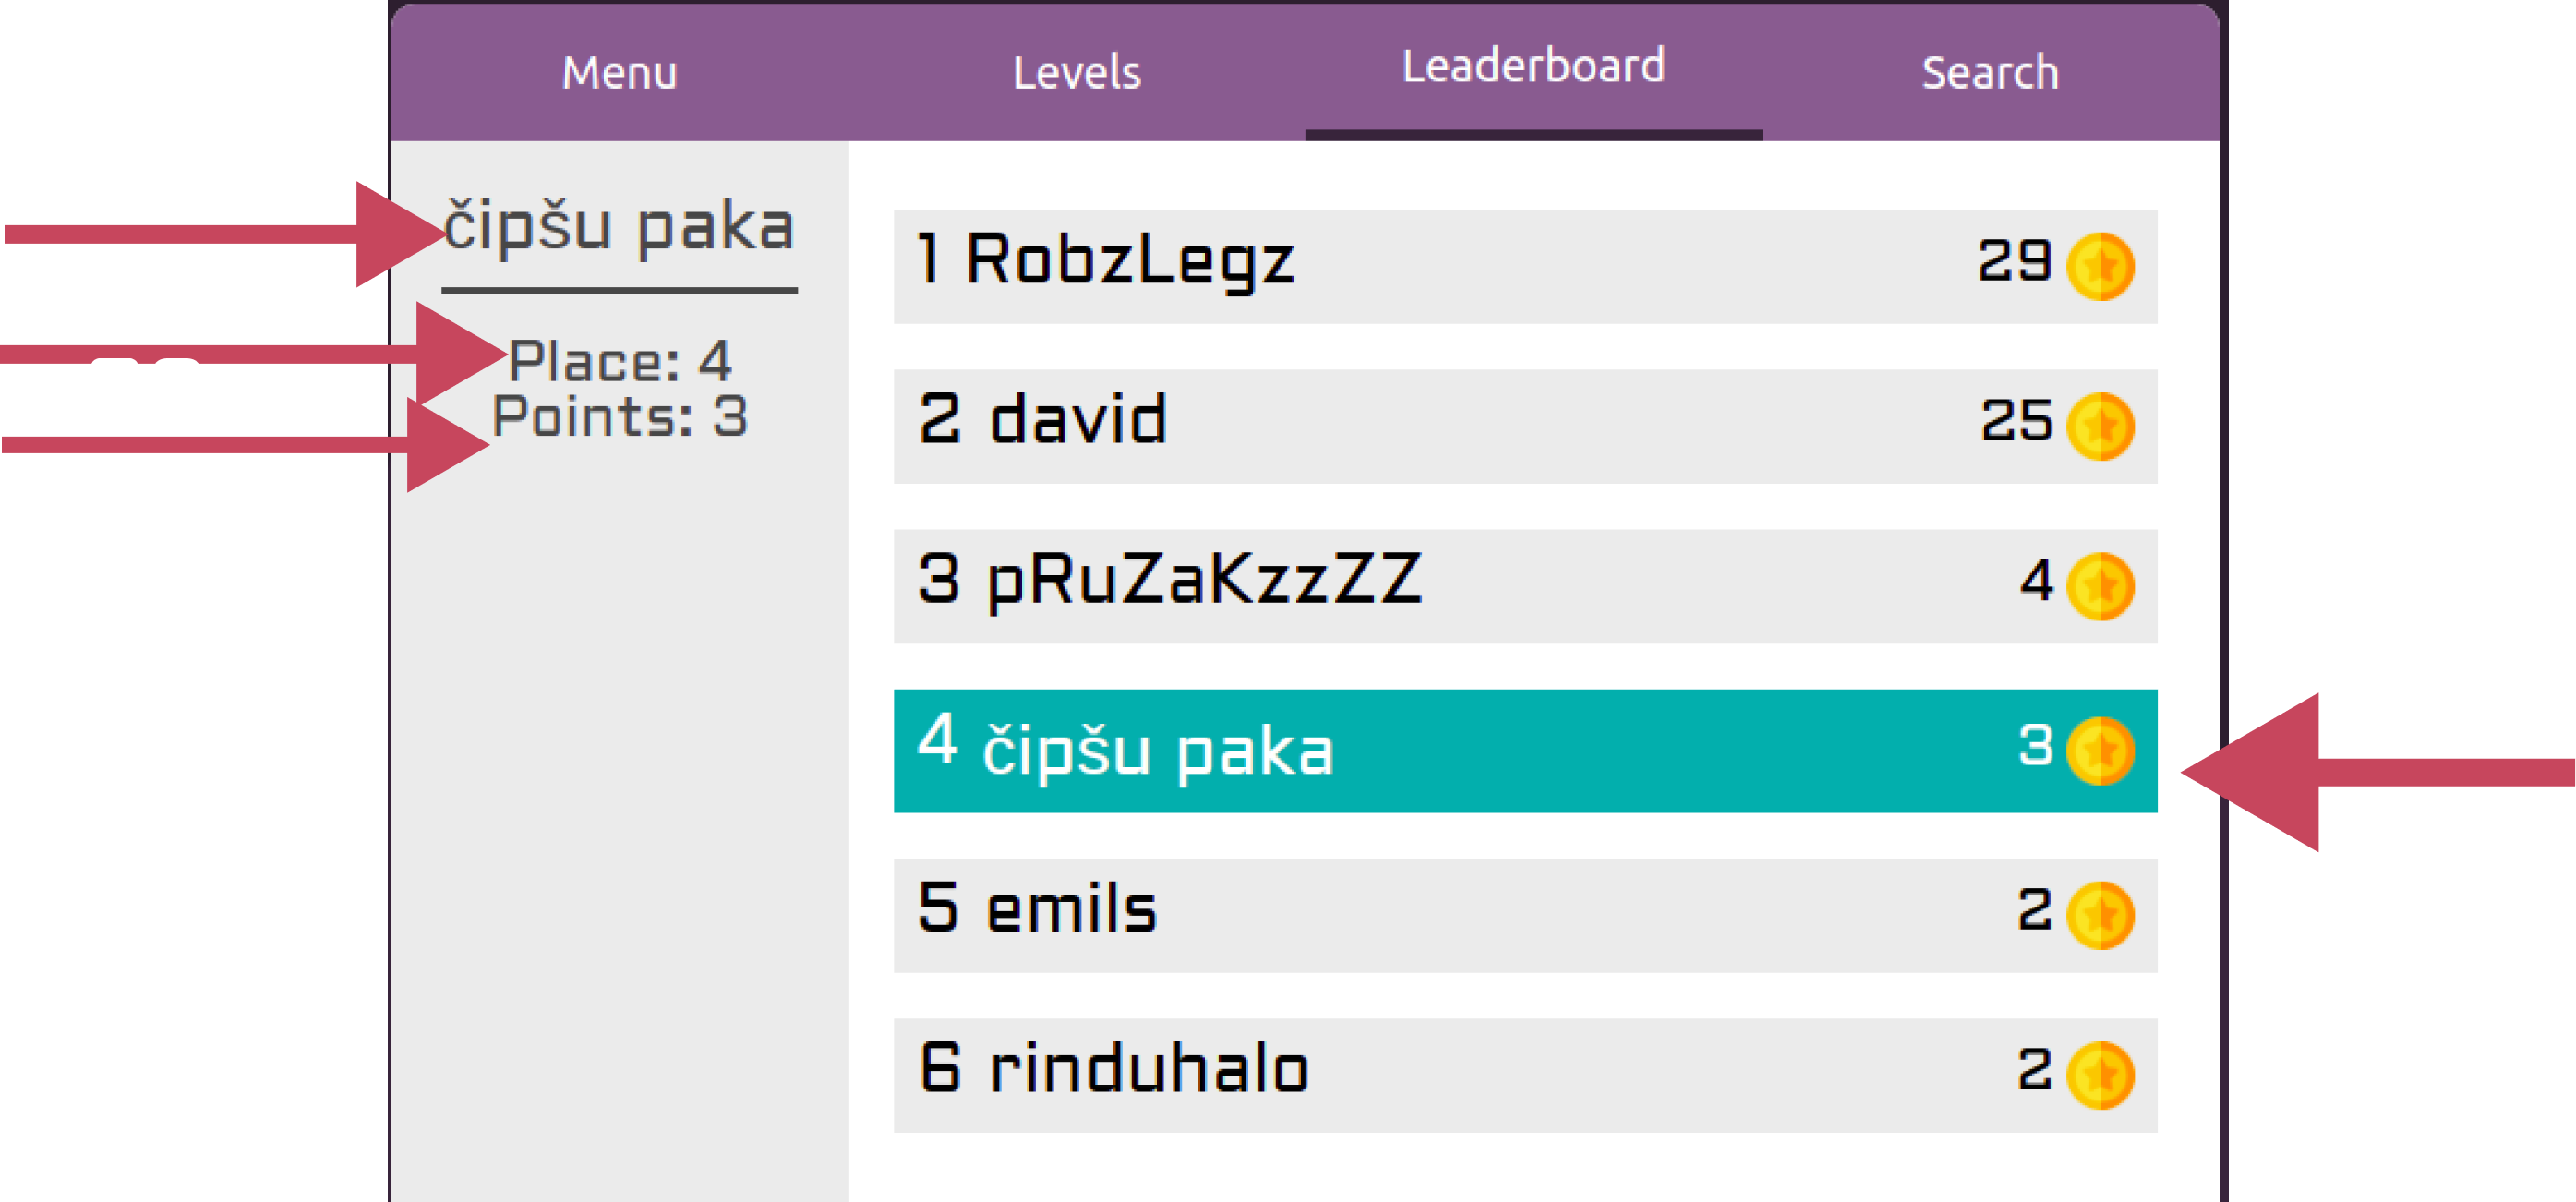 Menu Levels Leaderboard Search
čipšu paka
Place: 4
Points: 3
1 RobzLegz 29
2 david 25
3 pRuZaKzzZZ 4
4 čipšu paka 3
5 emils 2
6 rinduhalo 2